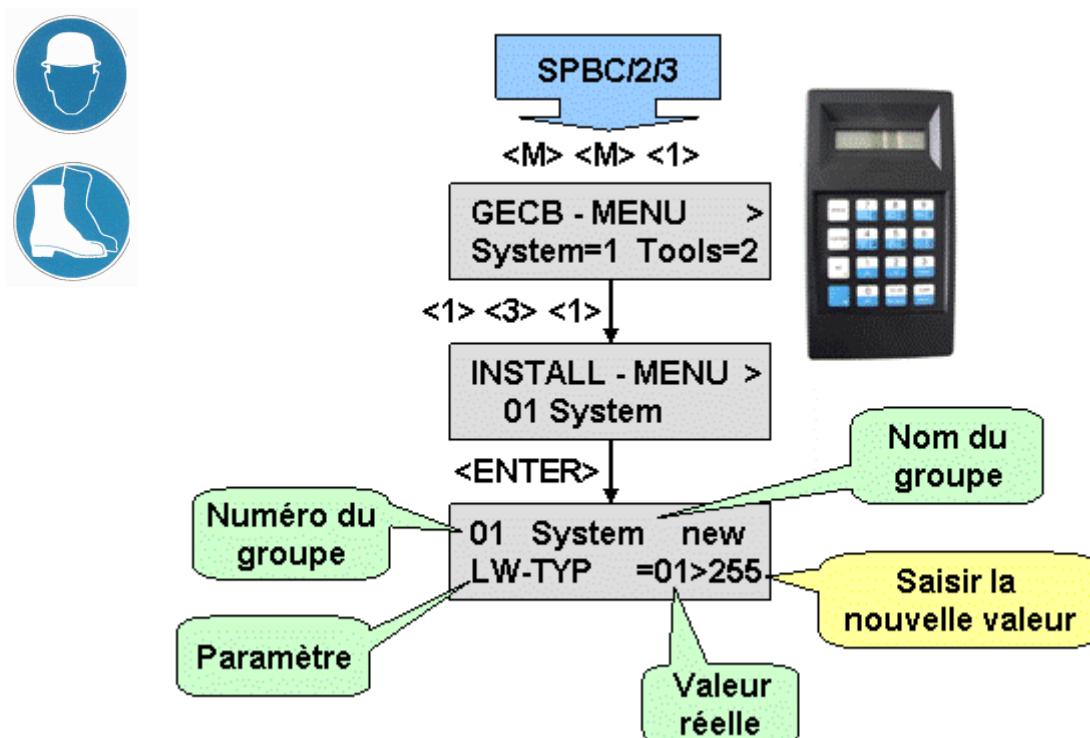 SPBC/2/3
<M> <M> <1>
GECB - MENU >
System=1 Tools=2
<1> <3> <1>
INSTALL - MENU >
01 System
<ENTER>
Nom du
groupe
Numéro du
groupe
01 System new
LW-TYP =01>255
Saisir la
nouvelle valeur
Paramètre
Valeur
réelle